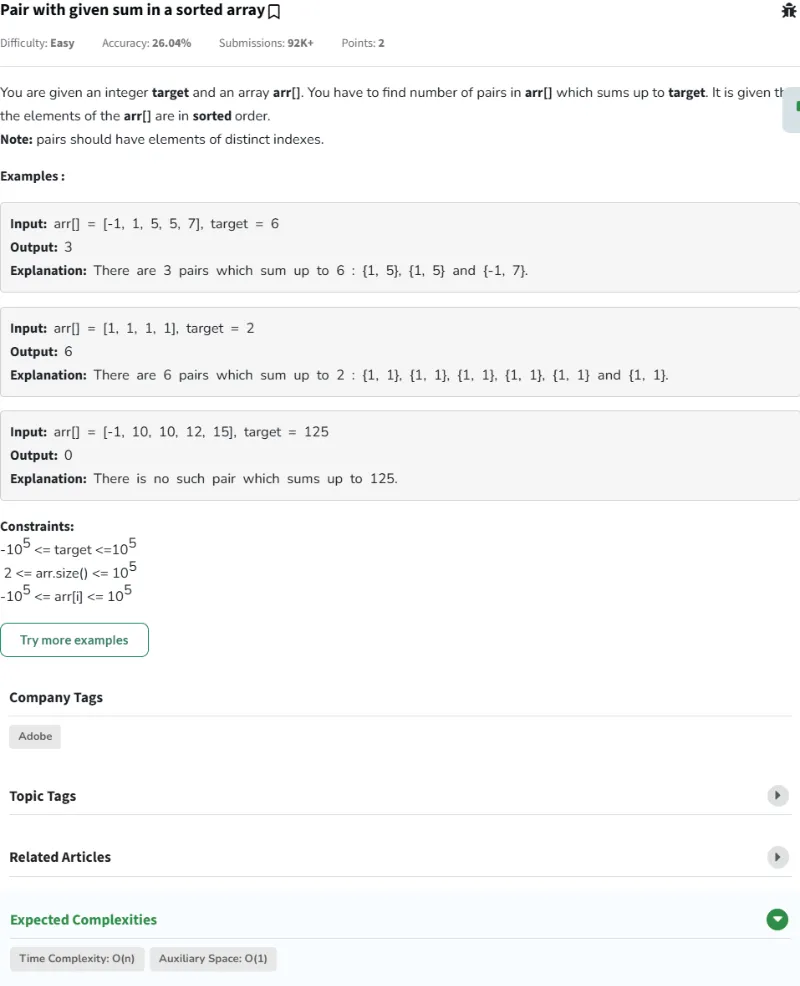 Pair with given sum in a sorted array
Difficulty: Easy Accuracy: 26.04% Submissions: 92K+ Points: 2
You are given an integer target and an array arr[]. You have to find number of pairs in arr[] which sums up to target. It is given
the elements of the arr[] are in sorted order.
Note: pairs should have elements of distinct indexes.
Examples :
Input: arr[] = [-1, 1, 5, 5, 7], target = 6
Output: 3
Explanation: There are 3 pairs which sum up to 6 : {1, 5}, {1, 5} and {-1, 7}.
Input: arr[] = [1, 1, 1, 1], target = 2
Output: 6
Explanation: There are 6 pairs which sum up to 2 : {1, 1}, {1, 1}, {1, 1}, {1, 1}, {1, 1} and {1, 1}.
Input: arr[] = [-1, 10, 10, 12, 15], target = 125
Output: 0
Explanation: There is no such pair which sums up to 125.
Constraints:
-10^5 <= target <=10^5
2 <= arr.size() <= 10^5
-10^5 <= arr[i] <= 10^5
Try more examples
Company Tags
Adobe
Topic Tags
Related Articles
Expected Complexities
Time Complexity: O(n) Auxiliary Space: O(1)